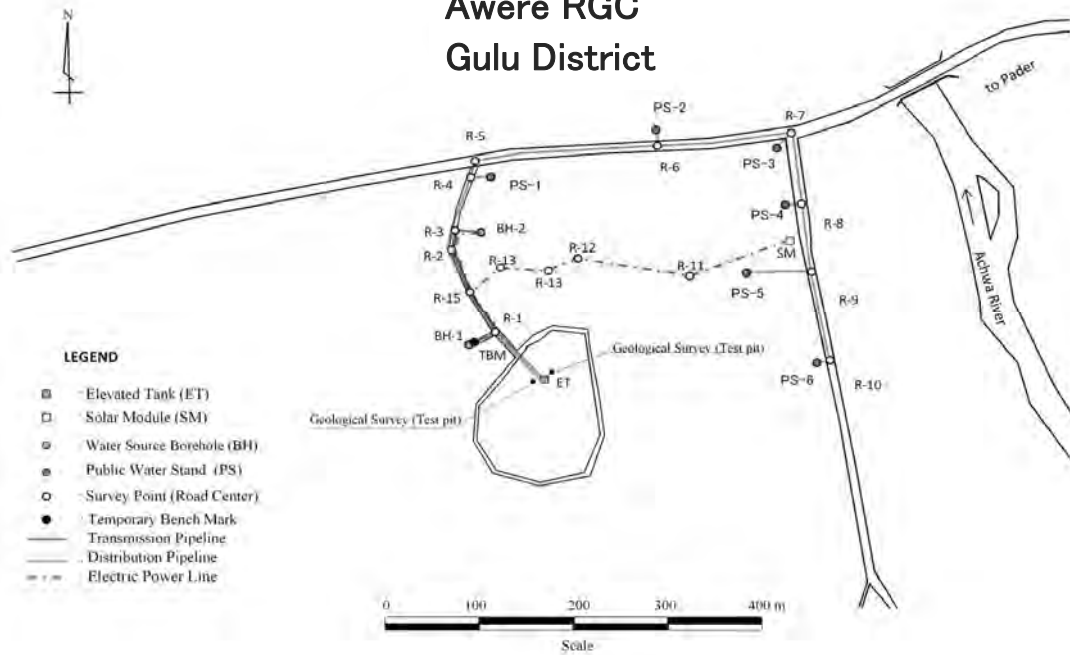 Awere RGC
Gulu District
N
to Pader
PS-2
R-7
R-5
R-6
PS-3
R-4
PS-1
PS-4
R-8
R-3
BH-2
R-2
R-12
SM
R-13
R-13
R-11
PS-5
Achwa River
R-15
R-9
R-1
BH-1
TBM
Geological Survey (Test pit)
ET
PS-6
R-10
Geological Survey (Test pit)
LEGEND
Elevated Tank (ET)
Solar Module (SM)
Water Source Borehole (BH)
Public Water Stand (PS)
Survey Point (Road Center)
Temporary Bench Mark
Transmission Pipeline
Distribution Pipeline
Electric Power Line
0 100 200 300 400 m
Scale